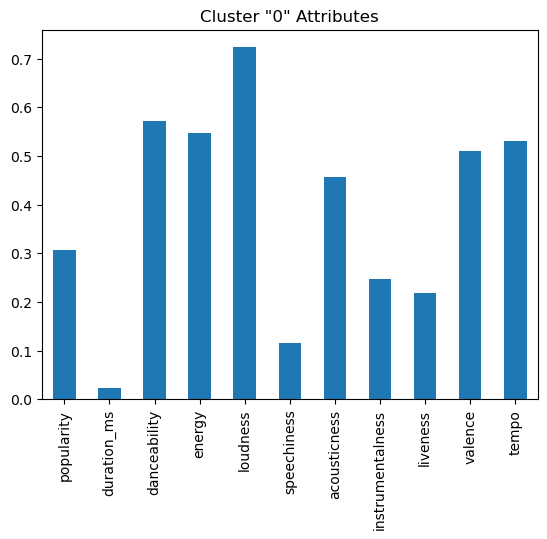 Cluster "0" Attributes
0.7
0.6
0.5
0.4
0.3
0.2
0.1
0.0
popularity
duration_ms
danceability
energy
loudness
speechiness
acousticness
instrumentalness
liveness
valence
tempo